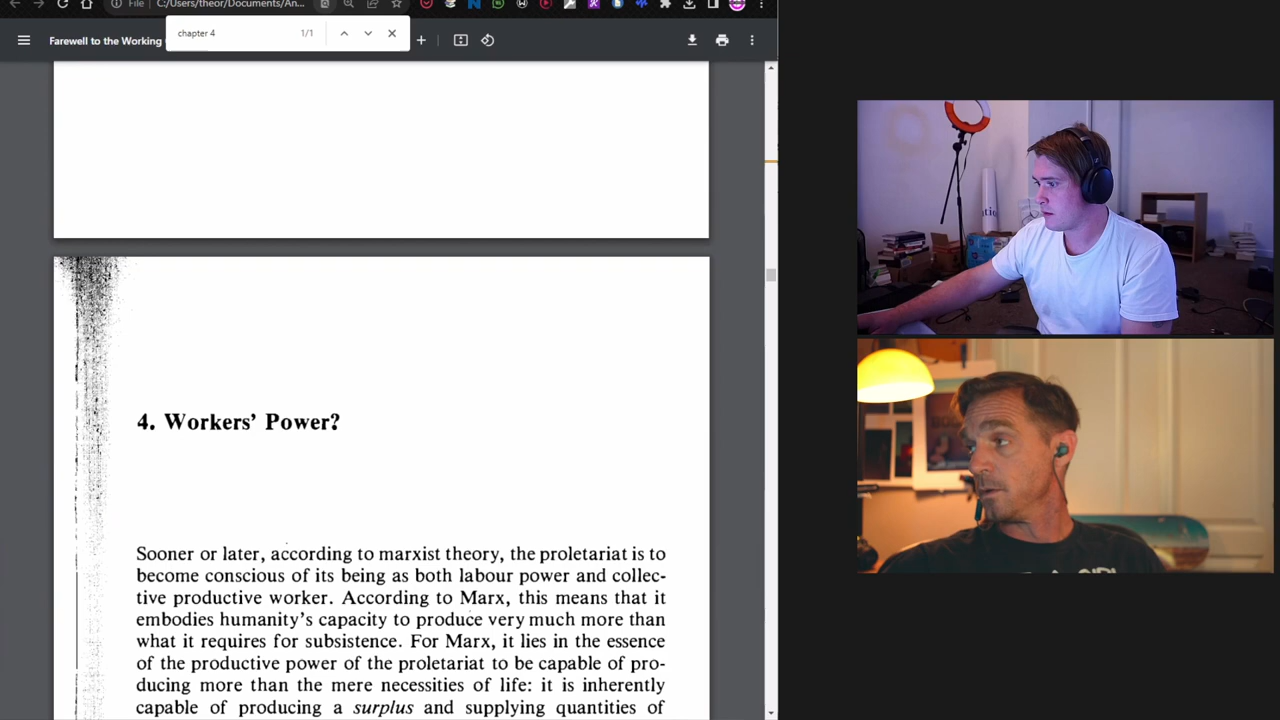 File
C:/Users/theor/Documents/An...
Farewell to the Working
chapter 4
1/1
4. Workers' Power?
Sooner or later, according to marxist theory, the proletariat is to
become conscious of its being as both labour power and collec-
tive productive worker. According to Marx, this means that it
embodies humanity's capacity to produce very much more than
what it requires for subsistence. For Marx, it lies in the essence
of the productive power of the proletariat to be capable of pro-
ducing more than the mere necessities of life: it is inherently
capable of producing a surplus and supplying quantities of